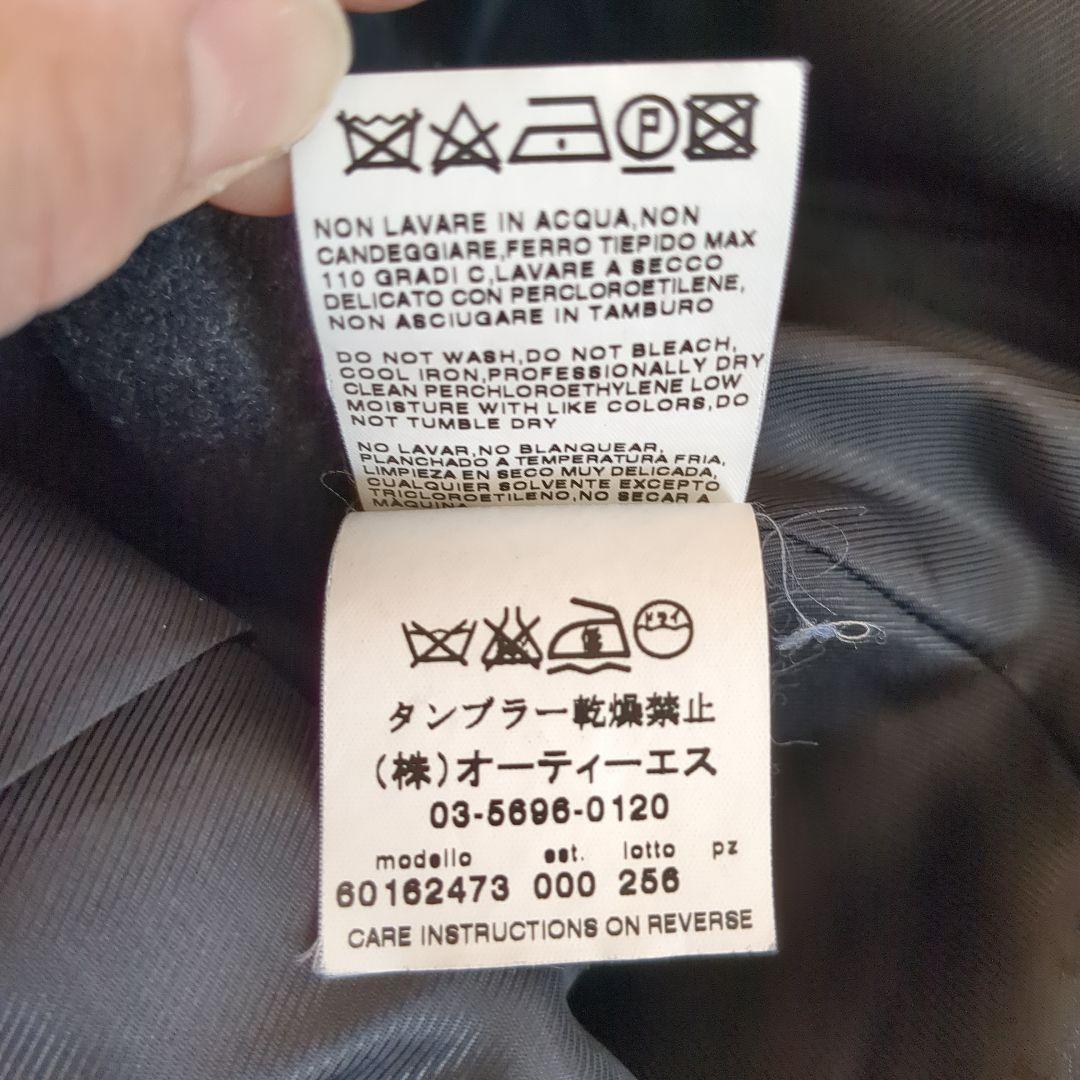 P
NON LAVARE IN ACQUA,NON
CANDEGGIARE,FERRO TIEPIDO MAX
110 GRADI C,LAVARE A SECCO
DELICATO CON PERCLOROETILENE,
NON ASCIUGARE IN TAMBURO
DO NOT WASH,DO NOT BLEACH,
COOL IRON,PROFESSIONALLY DRY
CLEAN PERCHLOROETHYLENE LOW
MOISTURE WITH LIKE COLORS,DO
NOT TUMBLE DRY
NO LAVAR,NO BLANQUEAR,
PLANCHADO A TEMPERATURA FRIA,
LIMPIEZA EN SECO MUY DELICADA,
CUALQUIER SOLVENTE EXCEPTO
TRICLOROETILENO,NO SECAR A
MAQUINA
ドライ
タンブラー乾燥禁止
(株)オーティーエス
03-5696-0120
modello est. lotto pz
60162473 000 256
CARE INSTRUCTIONS ON REVERSE